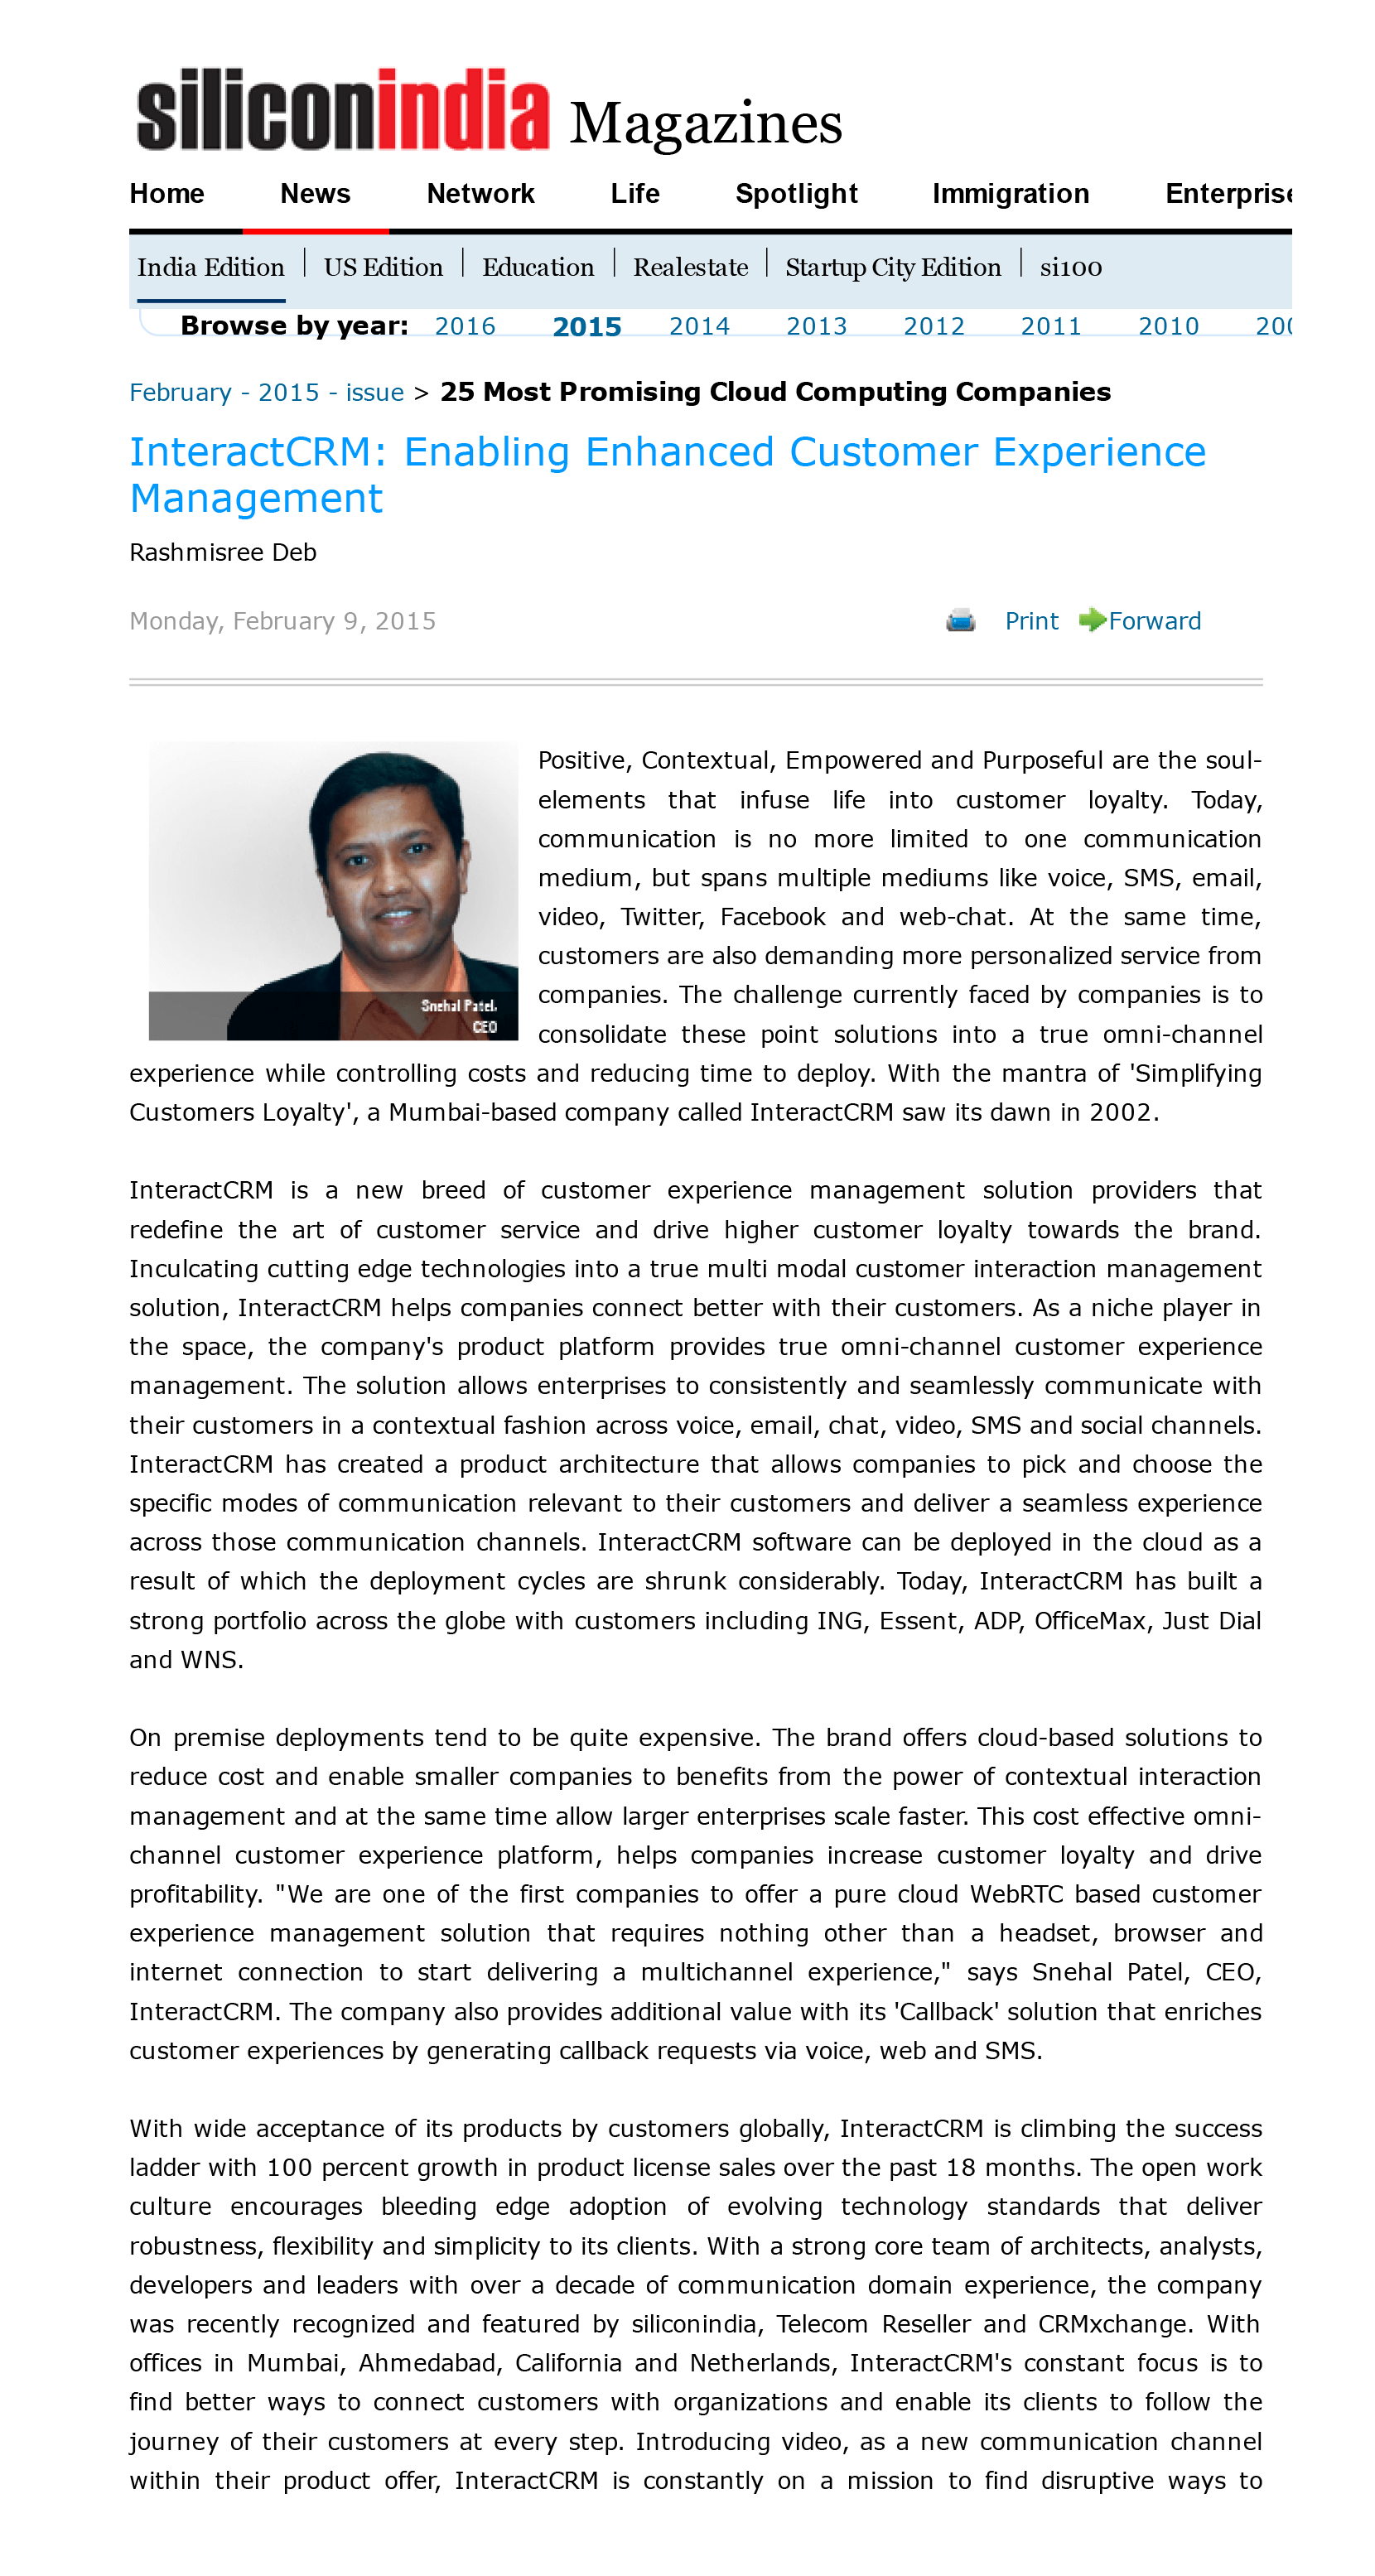 siliconindia Magazines
Home News Network Life Spotlight Immigration Enterprise
India Edition US Edition Education Realestate Startup City Edition si100
Browse by year: 2016 2015 2014 2013 2012 2011 2010
February - 2015 - issue > 25 Most Promising Cloud Computing Companies
InteractCRM: Enabling Enhanced Customer Experience
Management
Rashmisree Deb
Monday, February 9, 2015 Print Forward
Snehal Patel,
CEO
Positive, Contextual, Empowered and Purposeful are the soul-
elements that infuse life into customer loyalty. Today,
communication is no more limited to one communication
medium, but spans multiple mediums like voice, SMS, email,
video, Twitter, Facebook and web-chat. At the same time,
customers are also demanding more personalized service from
companies. The challenge currently faced by companies is to
consolidate these point solutions into a true omni-channel
experience while controlling costs and reducing time to deploy. With the mantra of 'Simplifying
Customers Loyalty', a Mumbai-based company called InteractCRM saw its dawn in 2002.
InteractCRM is a new breed of customer experience management solution providers that
redefine the art of customer service and drive higher customer loyalty towards the brand.
Inculcating cutting edge technologies into a true multi modal customer interaction management
solution, InteractCRM helps companies connect better with their customers. As a niche player in
the space, the company's product platform provides true omni-channel customer experience
management. The solution allows enterprises to consistently and seamlessly communicate with
their customers in a contextual fashion across voice, email, chat, video, SMS and social channels.
InteractCRM has created a product architecture that allows companies to pick and choose the
specific modes of communication relevant to their customers and deliver a seamless experience
across those communication channels. InteractCRM software can be deployed in the cloud as a
result of which the deployment cycles are shrunk considerably. Today, InteractCRM has built a
strong portfolio across the globe with customers including ING, Essent, ADP, OfficeMax, Just Dial
and WNS.
On premise deployments tend to be quite expensive. The brand offers cloud-based solutions to
reduce cost and enable smaller companies to benefits from the power of contextual interaction
management and at the same time allow larger enterprises scale faster. This cost effective omni-
channel customer experience platform, helps companies increase customer loyalty and drive
profitability. "We are one of the first companies to offer a pure cloud WebRTC based customer
experience management solution that requires nothing other than a headset, browser and
internet connection to start delivering a multichannel experience," says Snehal Patel, CEO,
InteractCRM. The company also provides additional value with its 'Callback' solution that enriches
customer experiences by generating callback requests via voice, web and SMS.
With wide acceptance of its products by customers globally, InteractCRM is climbing the success
ladder with 100 percent growth in product license sales over the past 18 months. The open work
culture encourages bleeding edge adoption of evolving technology standards that deliver
robustness, flexibility and simplicity to its clients. With a strong core team of architects, analysts,
developers and leaders with over a decade of communication domain experience, the company
was recently recognized and featured by siliconindia, Telecom Reseller and CRMxchange. With
offices in Mumbai, Ahmedabad, California and Netherlands, InteractCRM's constant focus is to
find better ways to connect customers with organizations and enable its clients to follow the
journey of their customers at every step. Introducing video, as a new communication channel
within their product offer, InteractCRM is constantly on a mission to find disruptive ways to